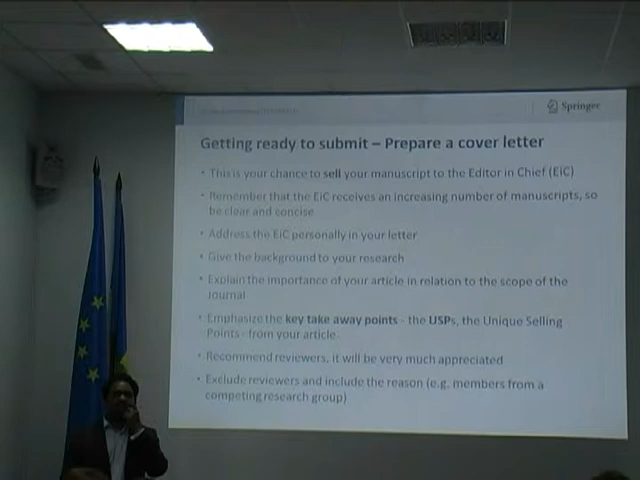 Springer
Getting ready to submit – Prepare a cover letter
• This is your chance to sell your manuscript to the Editor in Chief (EiC)
• Remember that the EiC receives an increasing number of manuscripts, so
be clear and concise
• Address the EiC personally in your letter
• Give the background to your research
• Explain the importance of your article in relation to the scope of the
journal
• Emphasize the key take away points - the USPs, the Unique Selling
Points - from your article
• Recommend reviewers, it will be very much appreciated
• Exclude reviewers and include the reason (e.g. members from a
competing research group)